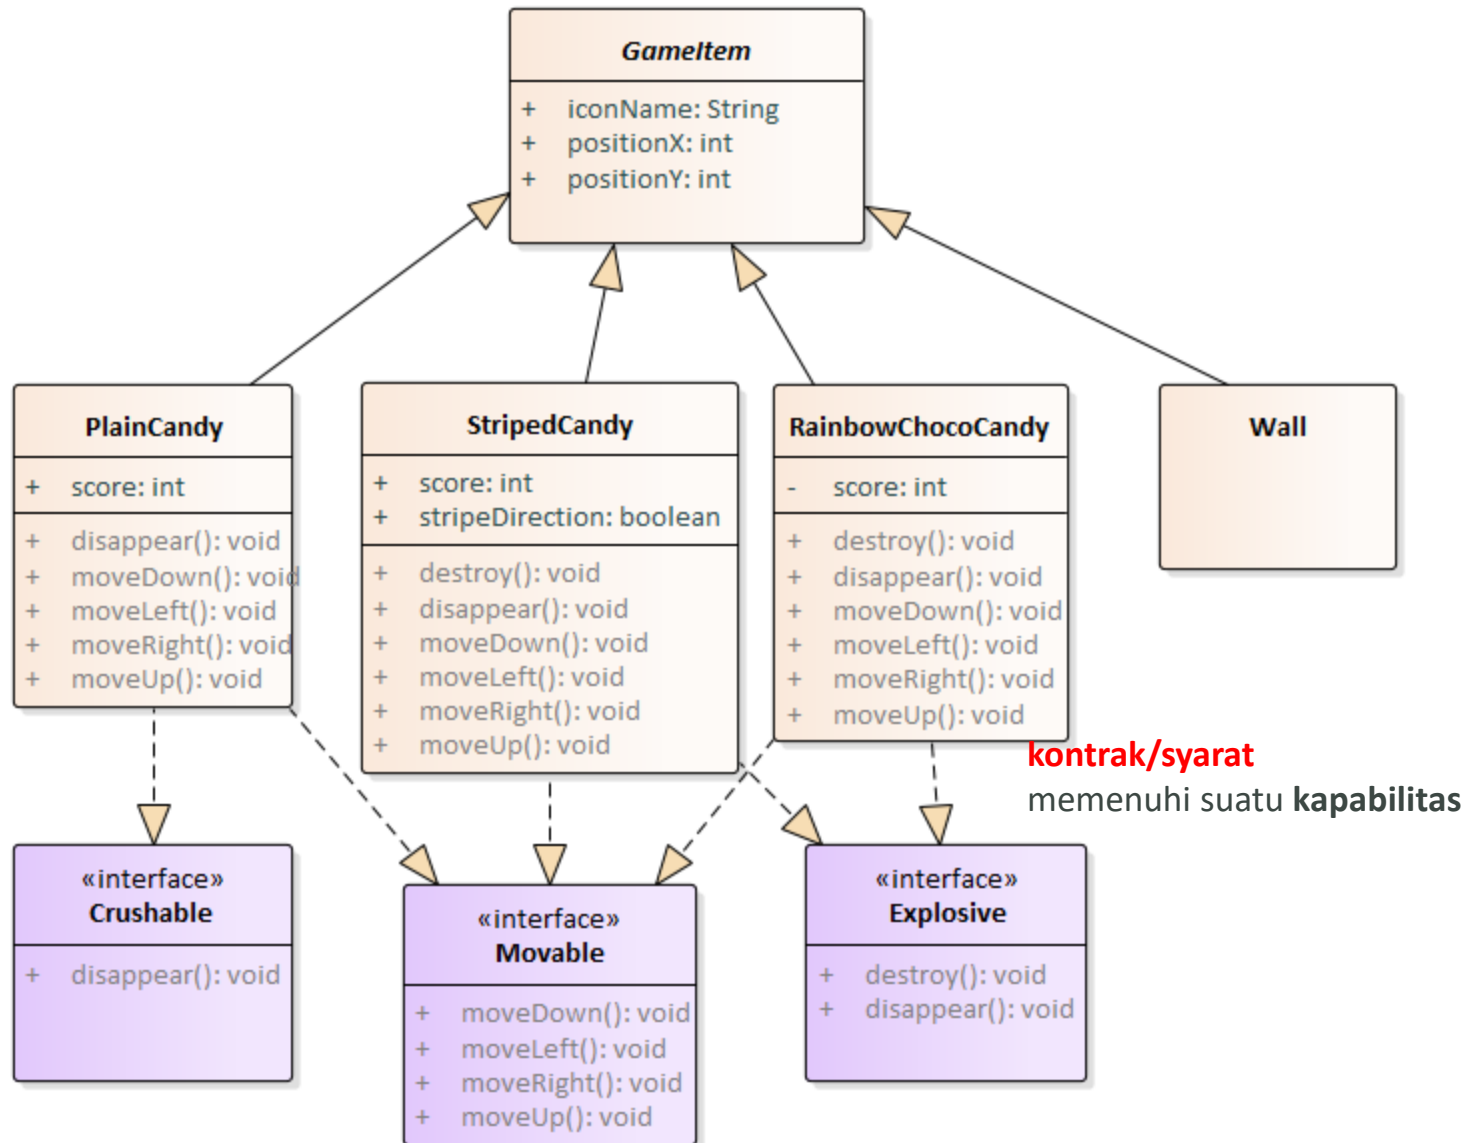 GameItem
+ iconName: String
+ positionX: int
+ positionY: int
PlainCandy
+ score: int
+ disappear(): void
+ moveDown(): void
+ moveLeft(): void
+ moveRight(): void
+ moveUp(): void
StripedCandy
+ score: int
+ stripeDirection: boolean
+ destroy(): void
+ disappear(): void
+ moveDown(): void
+ moveLeft(): void
+ moveRight(): void
+ moveUp(): void
RainbowChocoCandy
- score: int
+ destroy(): void
+ disappear(): void
+ moveDown(): void
+ moveLeft(): void
+ moveRight(): void
+ moveUp(): void
Wall
kontrak/syarat
memenuhi suatu kapabilitas
«interface»
Crushable
+ disappear(): void
«interface»
Movable
+ moveDown(): void
+ moveLeft(): void
+ moveRight(): void
+ moveUp(): void
«interface»
Explosive
+ destroy(): void
+ disappear(): void